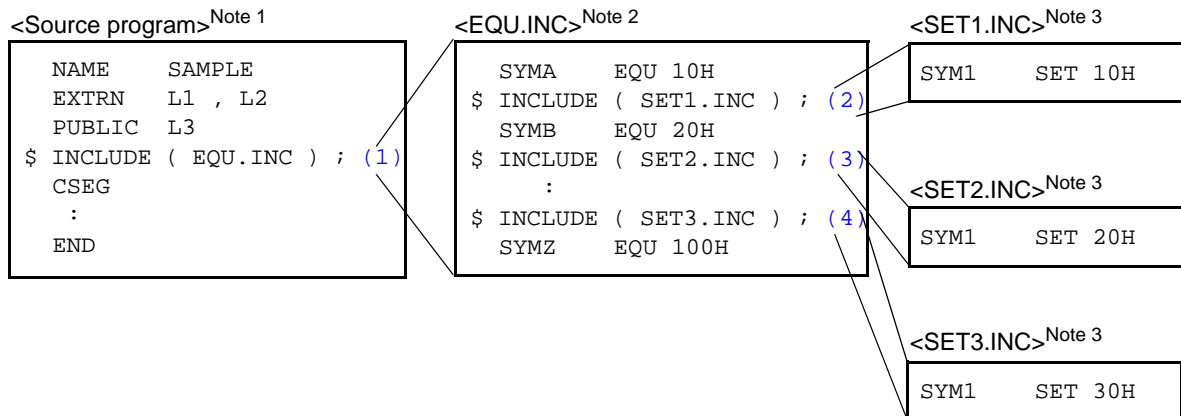 <Source program>Note 1
NAME SAMPLE
EXTRN L1 , L2
PUBLIC L3
$ INCLUDE ( EQU.INC ) ; (1)
CSEG
:
END
<EQU.INC>Note 2
SYMA EQU 10H
$ INCLUDE ( SET1.INC ) ; (2)
SYMB EQU 20H
$ INCLUDE ( SET2.INC ) ; (3)
:
$ INCLUDE ( SET3.INC ) ; (4)
SYMZ EQU 100H
<SET1.INC>Note 3
SYM1 SET 10H
<SET2.INC>Note 3
SYM1 SET 20H
<SET3.INC>Note 3
SYM1 SET 30H